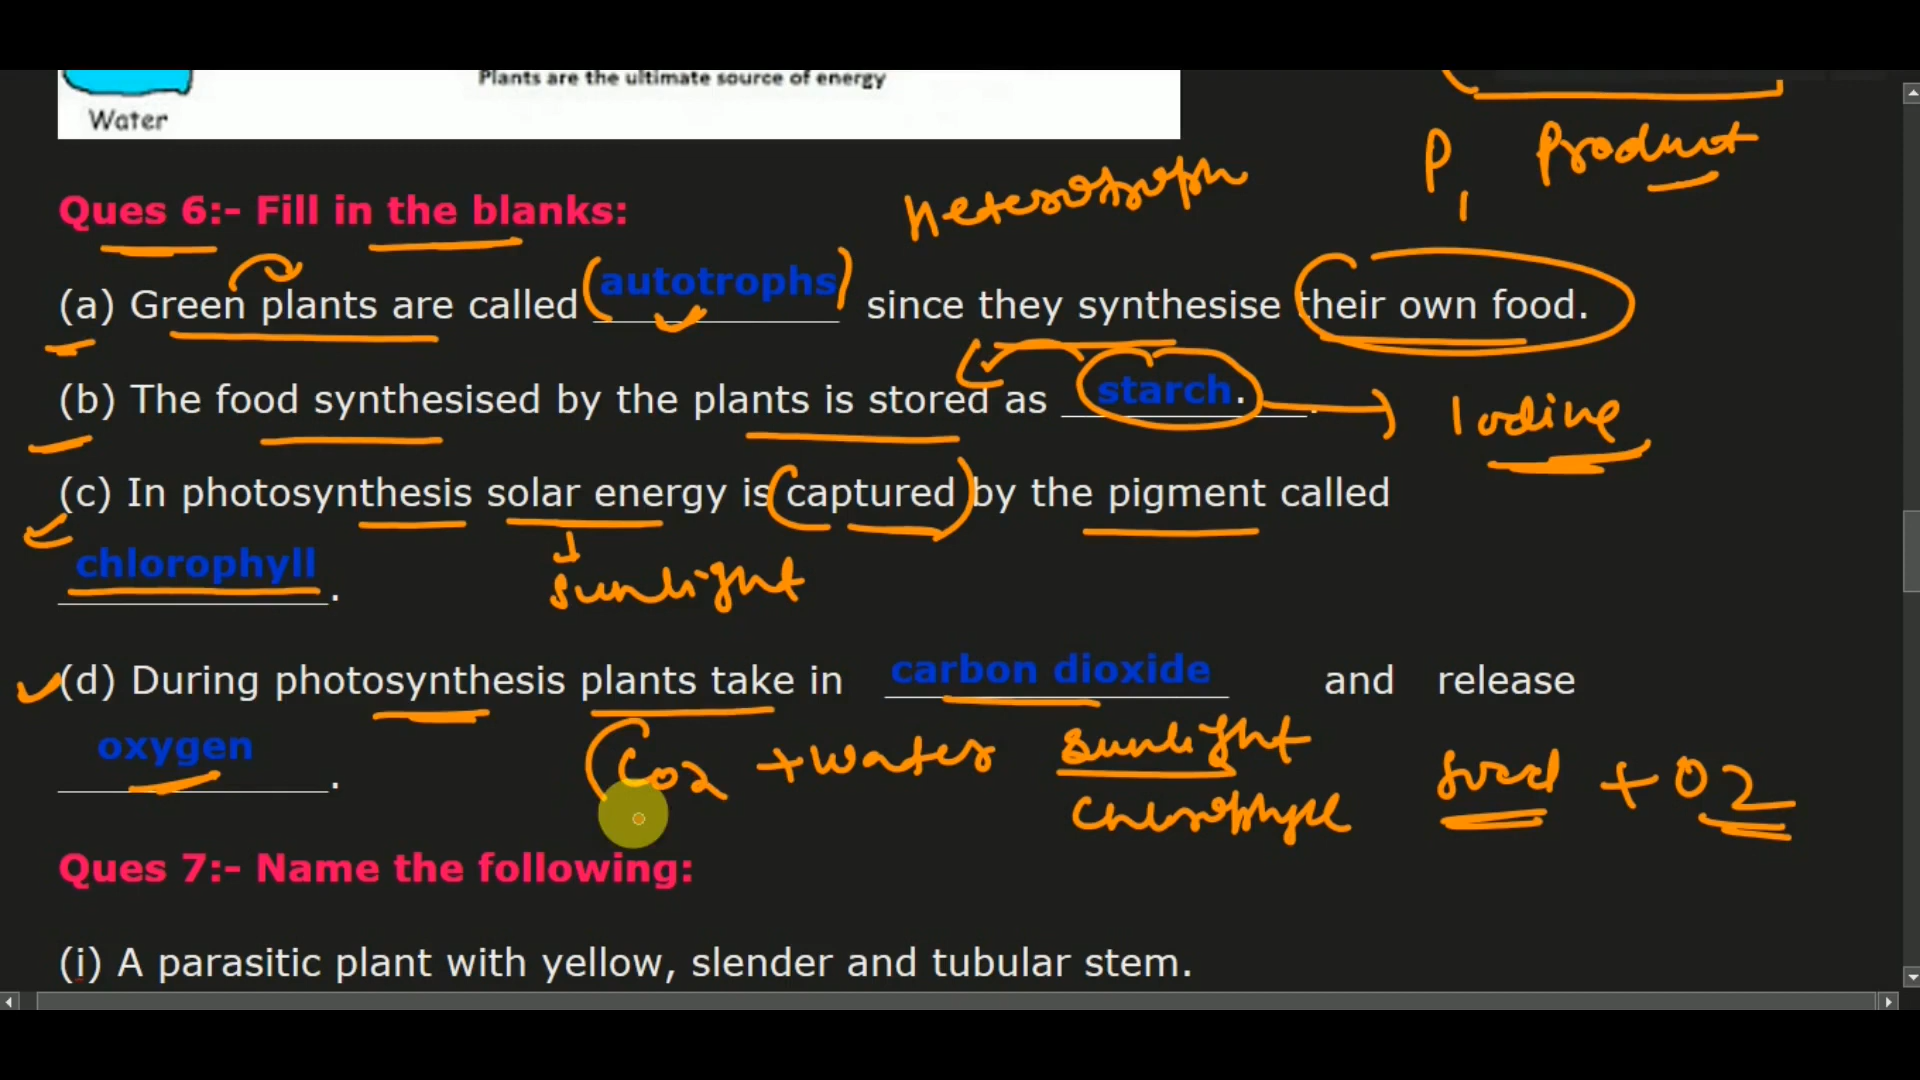 Plants are the ultimate source of energy
Water
P, Product
Ques 6:- Fill in the blanks:
heterotroph
(a) Green plants are called autotrophs since they synthesise their own food.
(b) The food synthesised by the plants is stored as starch. . Iodine
(c) In photosynthesis solar energy is captured by the pigment called
chlorophyll .
sunlight
(d) During photosynthesis plants take in carbon dioxide and release
oxygen .
Co2 + water sunlight food + O2
chlorophyll
Ques 7:- Name the following:
(i) A parasitic plant with yellow, slender and tubular stem.